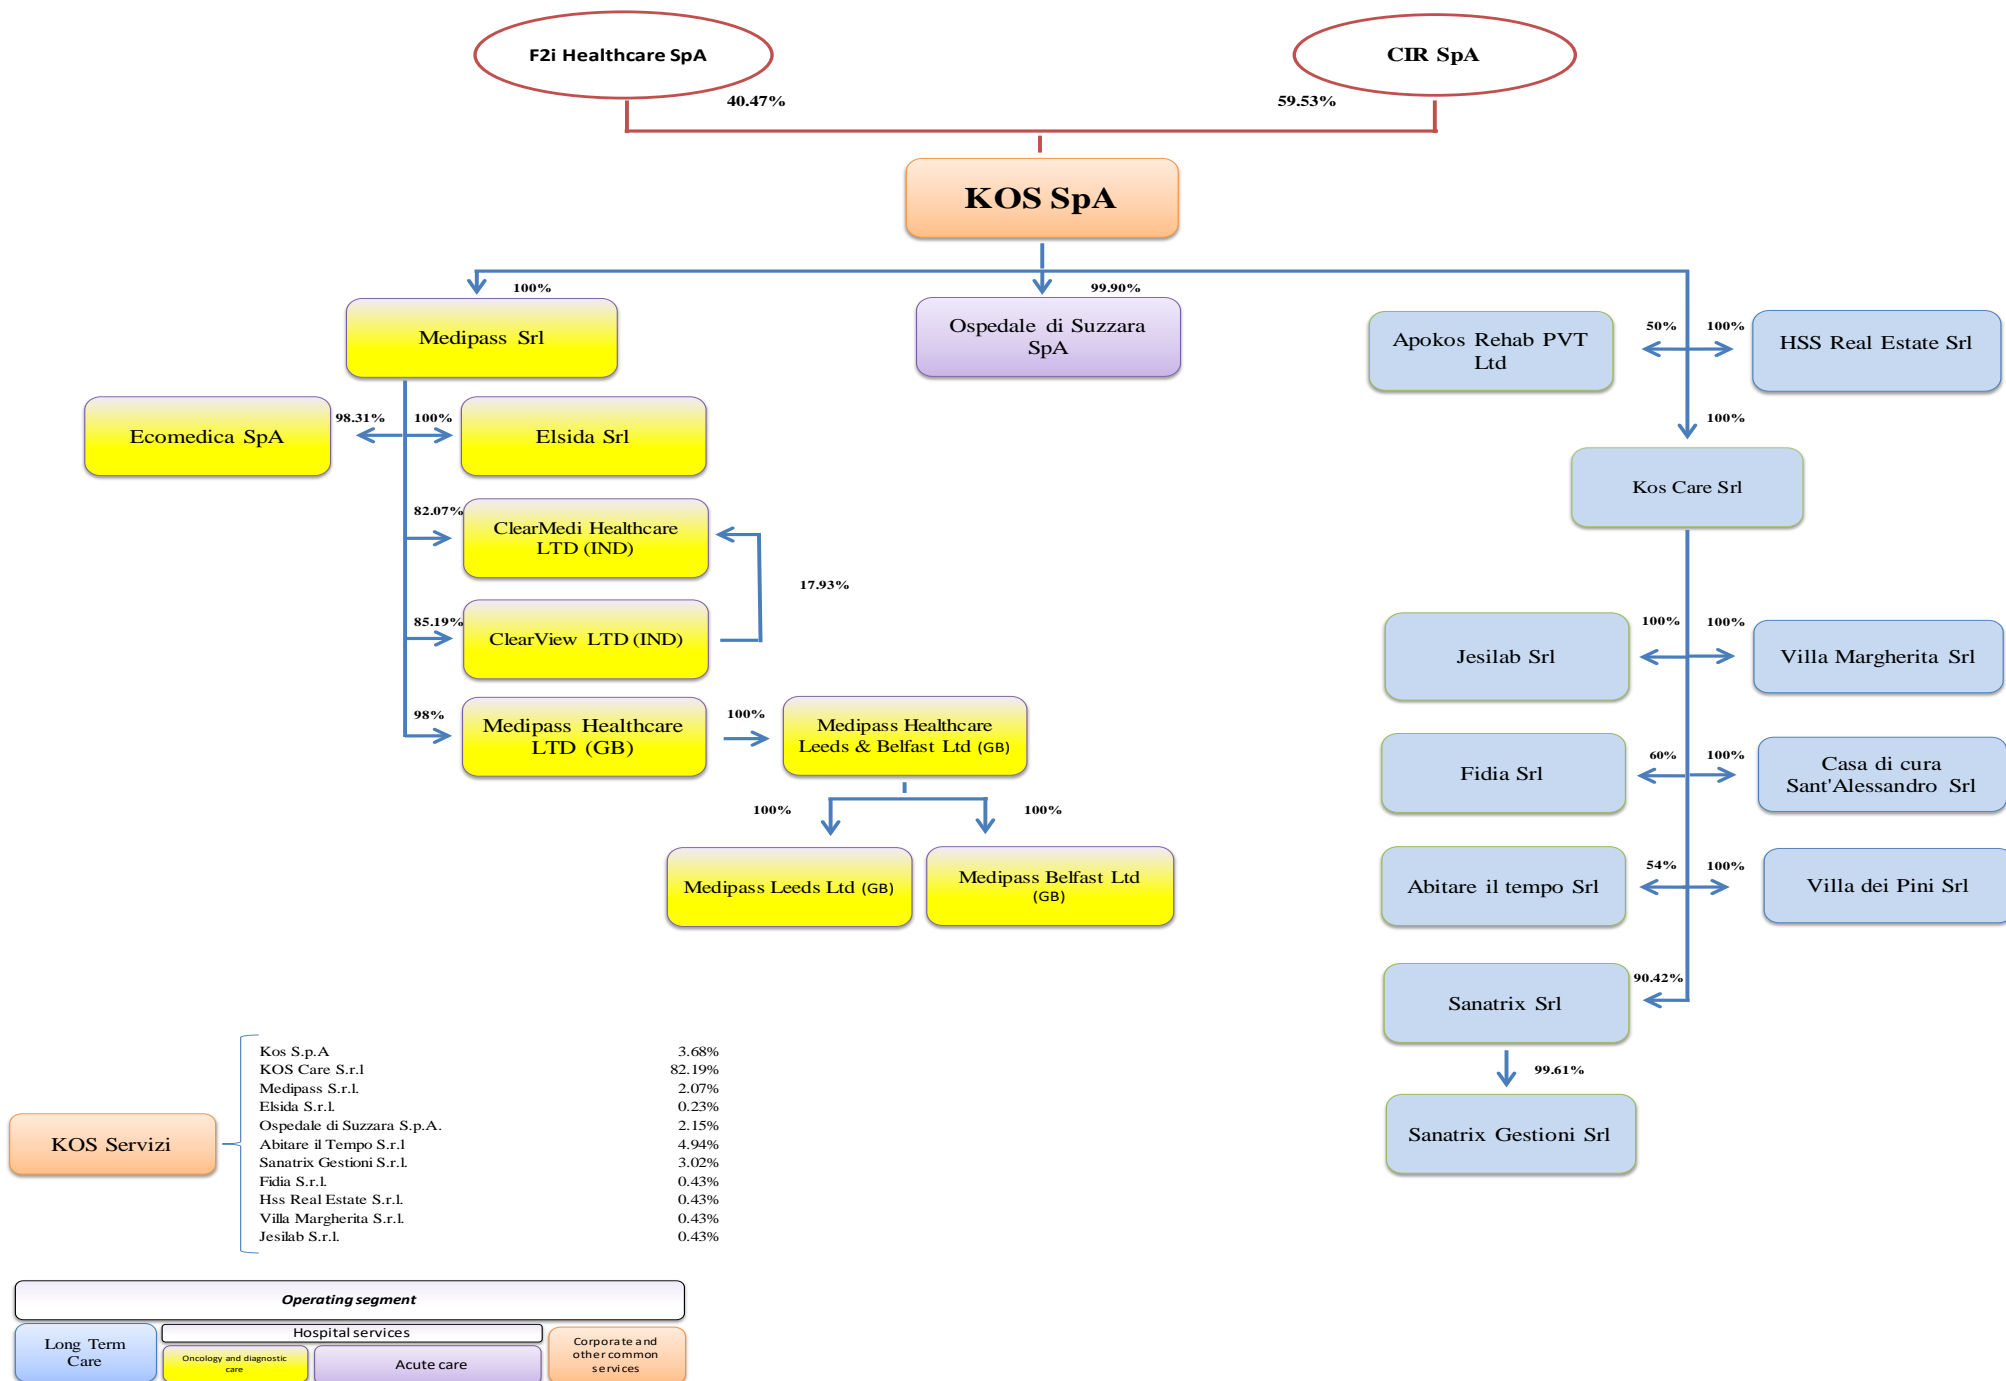 F2i Healthcare SpA
CIR SpA
40.47%
59.53%
KOS SpA
100%
99.90%
Medipass Srl
Ospedale di Suzzara
SpA
Apokos Rehab PVT
Ltd
50%
100%
HSS Real Estate Srl
Ecomedica SpA
98.31%
100%
Elsida Srl
100%
Kos Care Srl
82.07%
ClearMedi Healthcare
LTD (IND)
17.93%
85.19%
ClearView LTD (IND)
Jesilab Srl
100%
100%
Villa Margherita Srl
98%
Medipass Healthcare
LTD (GB)
100%
Medipass Healthcare
Leeds & Belfast Ltd (GB)
Fidia Srl
60%
100%
Casa di cura
Sant'Alessandro Srl
100%
100%
Medipass Leeds Ltd (GB)
Medipass Belfast Ltd
(GB)
Abitare il tempo Srl
54%
100%
Villa dei Pini Srl
Sanatrix Srl
90.42%
99.61%
Sanatrix Gestioni Srl
KOS Servizi
Kos S.p.A 3.68%
KOS Care S.r.l 82.19%
Medipass S.r.l. 2.07%
Elsida S.r.l. 0.23%
Ospedale di Suzzara S.p.A. 2.15%
Abitare il Tempo S.r.l 4.94%
Sanatrix Gestioni S.r.l. 3.02%
Fidia S.r.l. 0.43%
Hss Real Estate S.r.l. 0.43%
Villa Margherita S.r.l. 0.43%
Jesilab S.r.l. 0.43%
Operating segment
Long Term
Care
Hospital services
Oncology and diagnostic
care
Acute care
Corporate and
other common
services